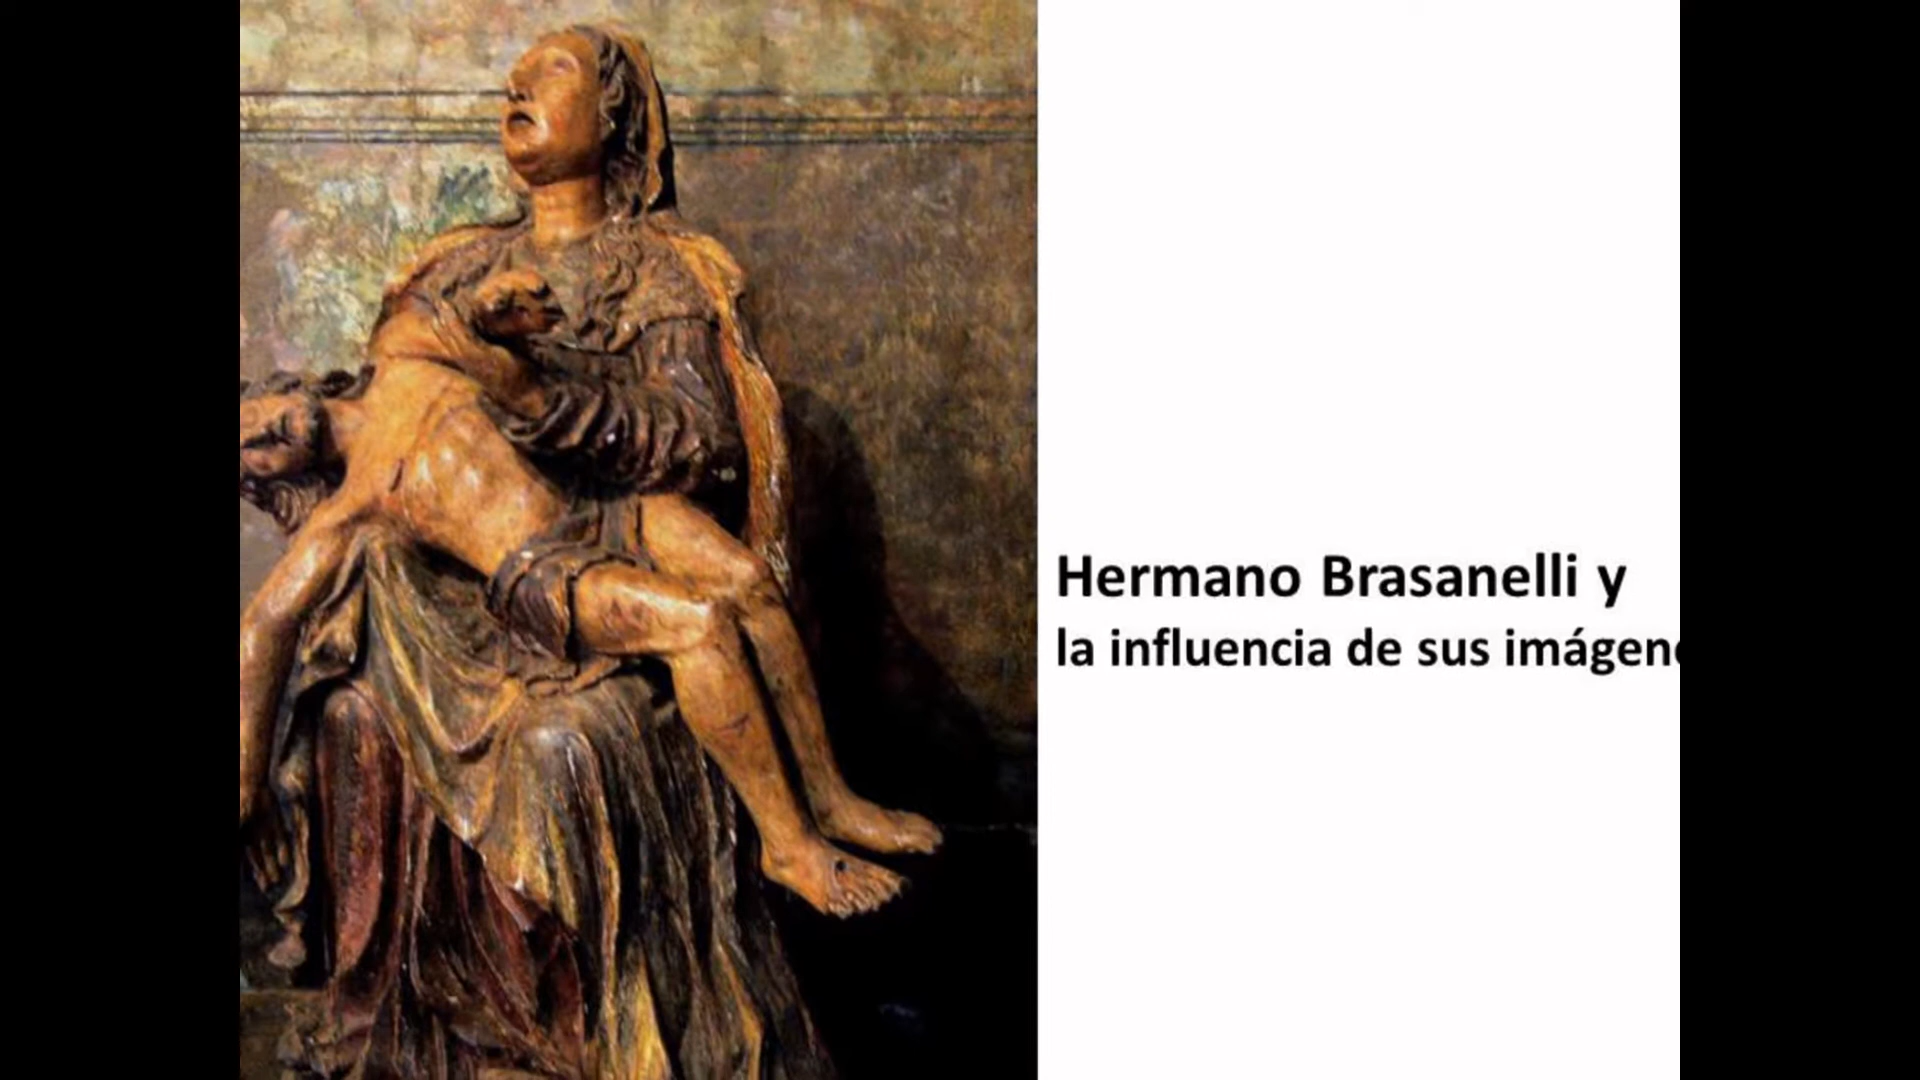 Hermano Brasanelli y
la influencia de sus imágen